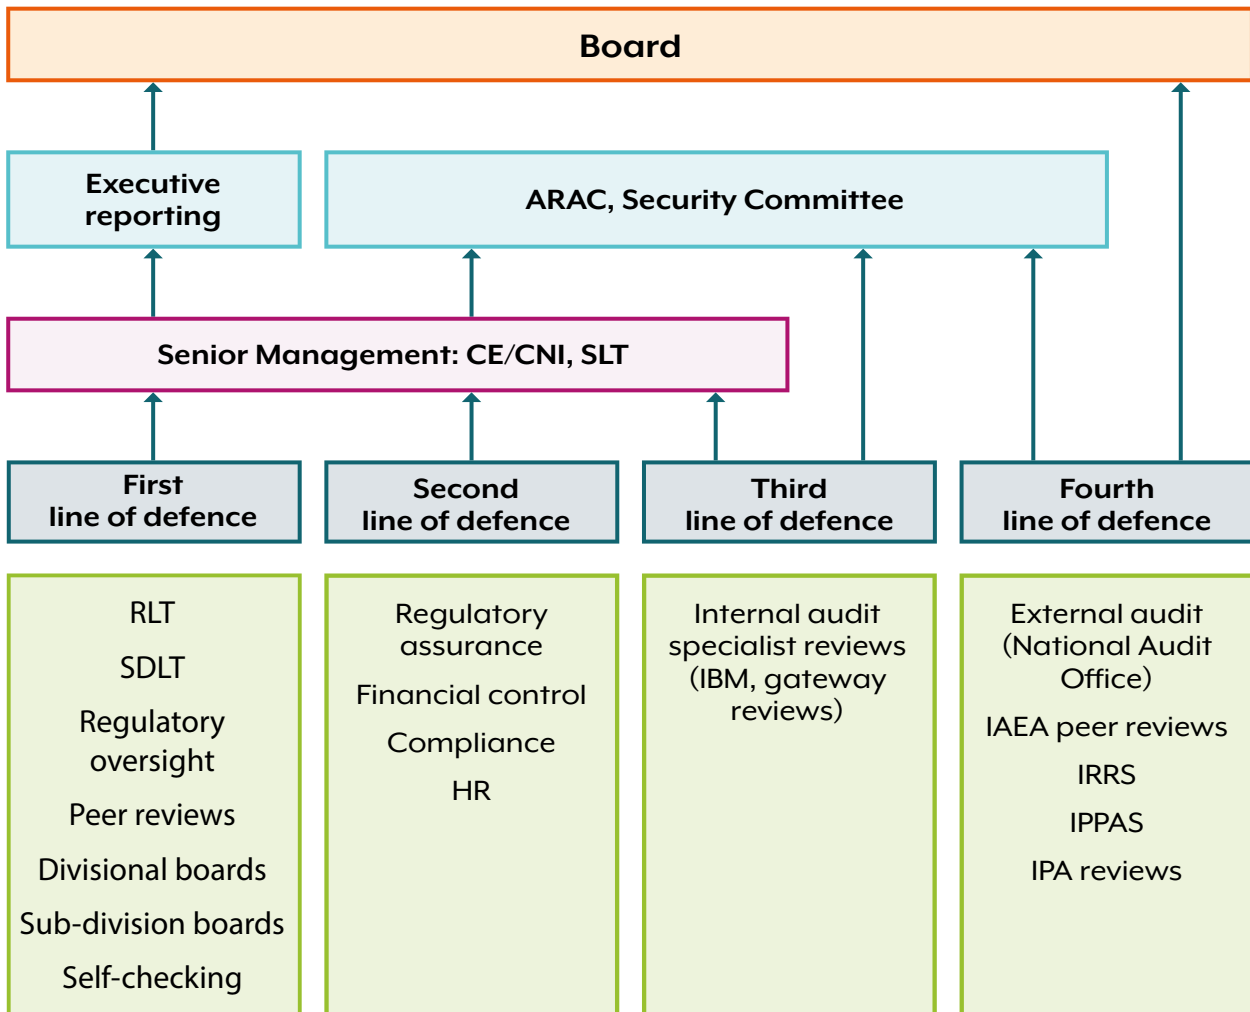 Board
Executive
reporting
ARAC, Security Committee
Senior Management: CE/CNI, SLT
First
line of defence
Second
line of defence
Third
line of defence
Fourth
line of defence
RLT
SDLT
Regulatory
oversight
Peer reviews
Divisional boards
Sub-division boards
Self-checking
Regulatory
assurance
Financial control
Compliance
HR
Internal audit
specialist reviews
(IBM, gateway
reviews)
External audit
(National Audit
Office)
IAEA peer reviews
IRRS
IPPAS
IPA reviews